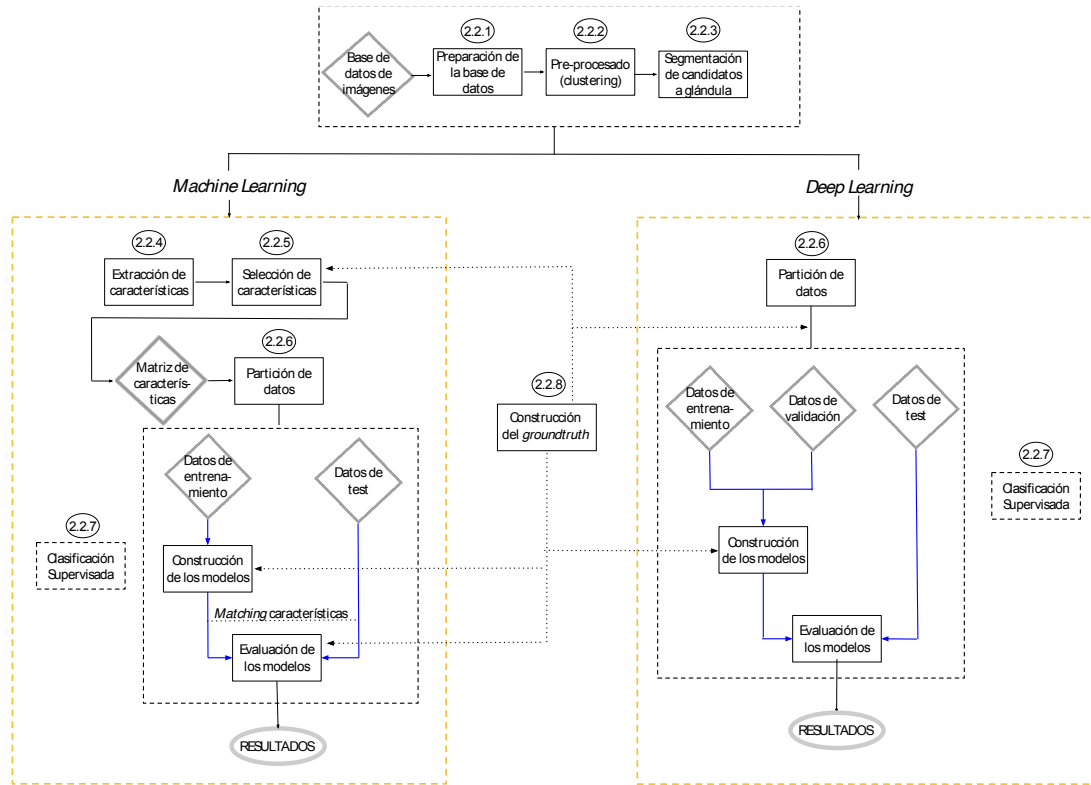 2.2.1
2.2.2
2.2.3
Base de
datos de
imágenes
Preparación de
la base de
datos
Pre-procesado
(clustering)
Segmentación
de candidatos
a glándula
Machine Learning
Deep Learning
2.2.4
2.2.5
Extracción de
características
Selección de
características
2.2.6
Matriz de
caracterís-
ticas
Partición de
datos
Datos de
entrena-
miento
Datos de
test
2.2.7
Clasificación
Supervisada
Construcción
de los modelos
Matching características
Evaluación de
los modelos
RESULTADOS
2.2.8
Construcción
del groundtruth
2.2.6
Partición de
datos
Datos de
entrena-
miento
Datos de
validación
Datos de
test
2.2.7
Clasificación
Supervisada
Construcción
de los modelos
Evaluación de
los modelos
RESULTADOS